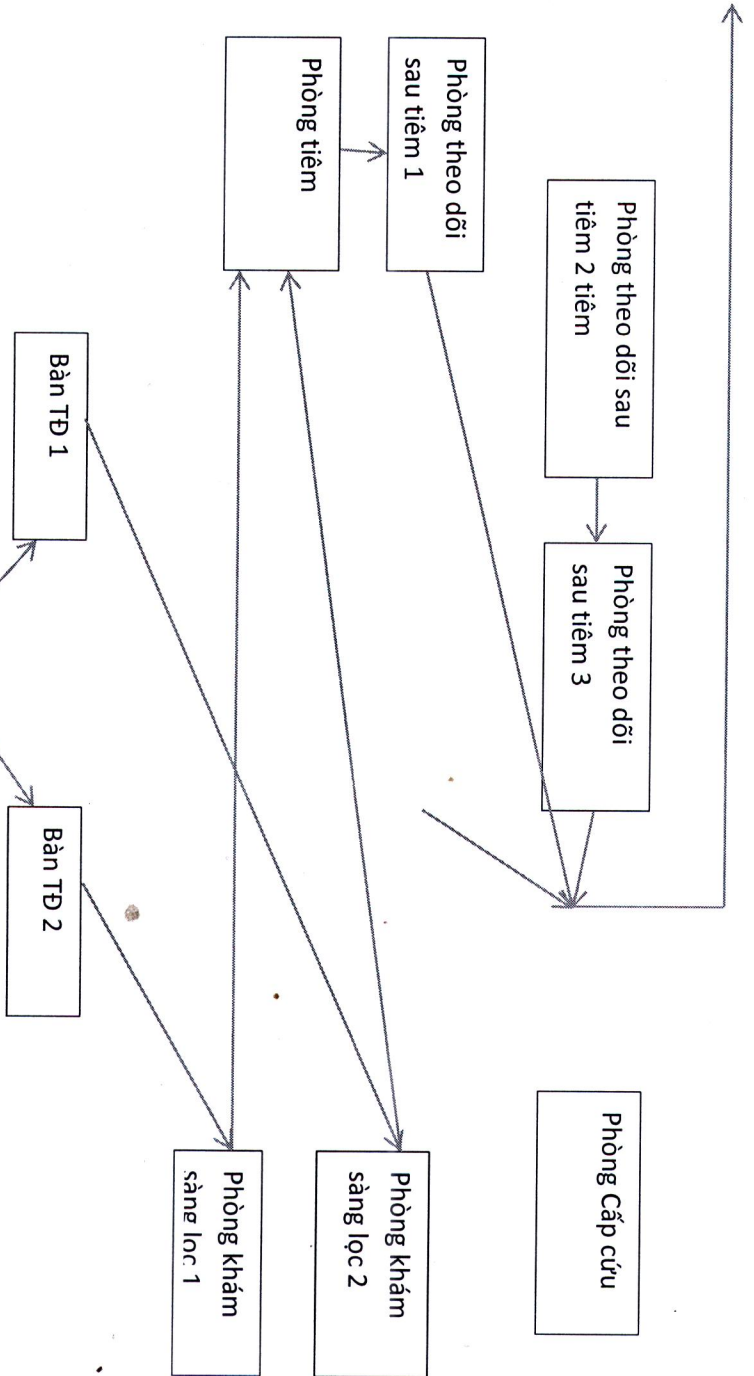 Phòng theo dõi sau
tiêm 2 tiêm
Phòng theo dõi
sau tiêm 3
Phòng Cấp cứu
Phòng theo dõi
sau tiêm 1
Phòng khám
sàng lọc 2
Phòng tiêm
Phòng khám
sàng lọc 1
Bàn TĐ 1
Bàn TĐ 2